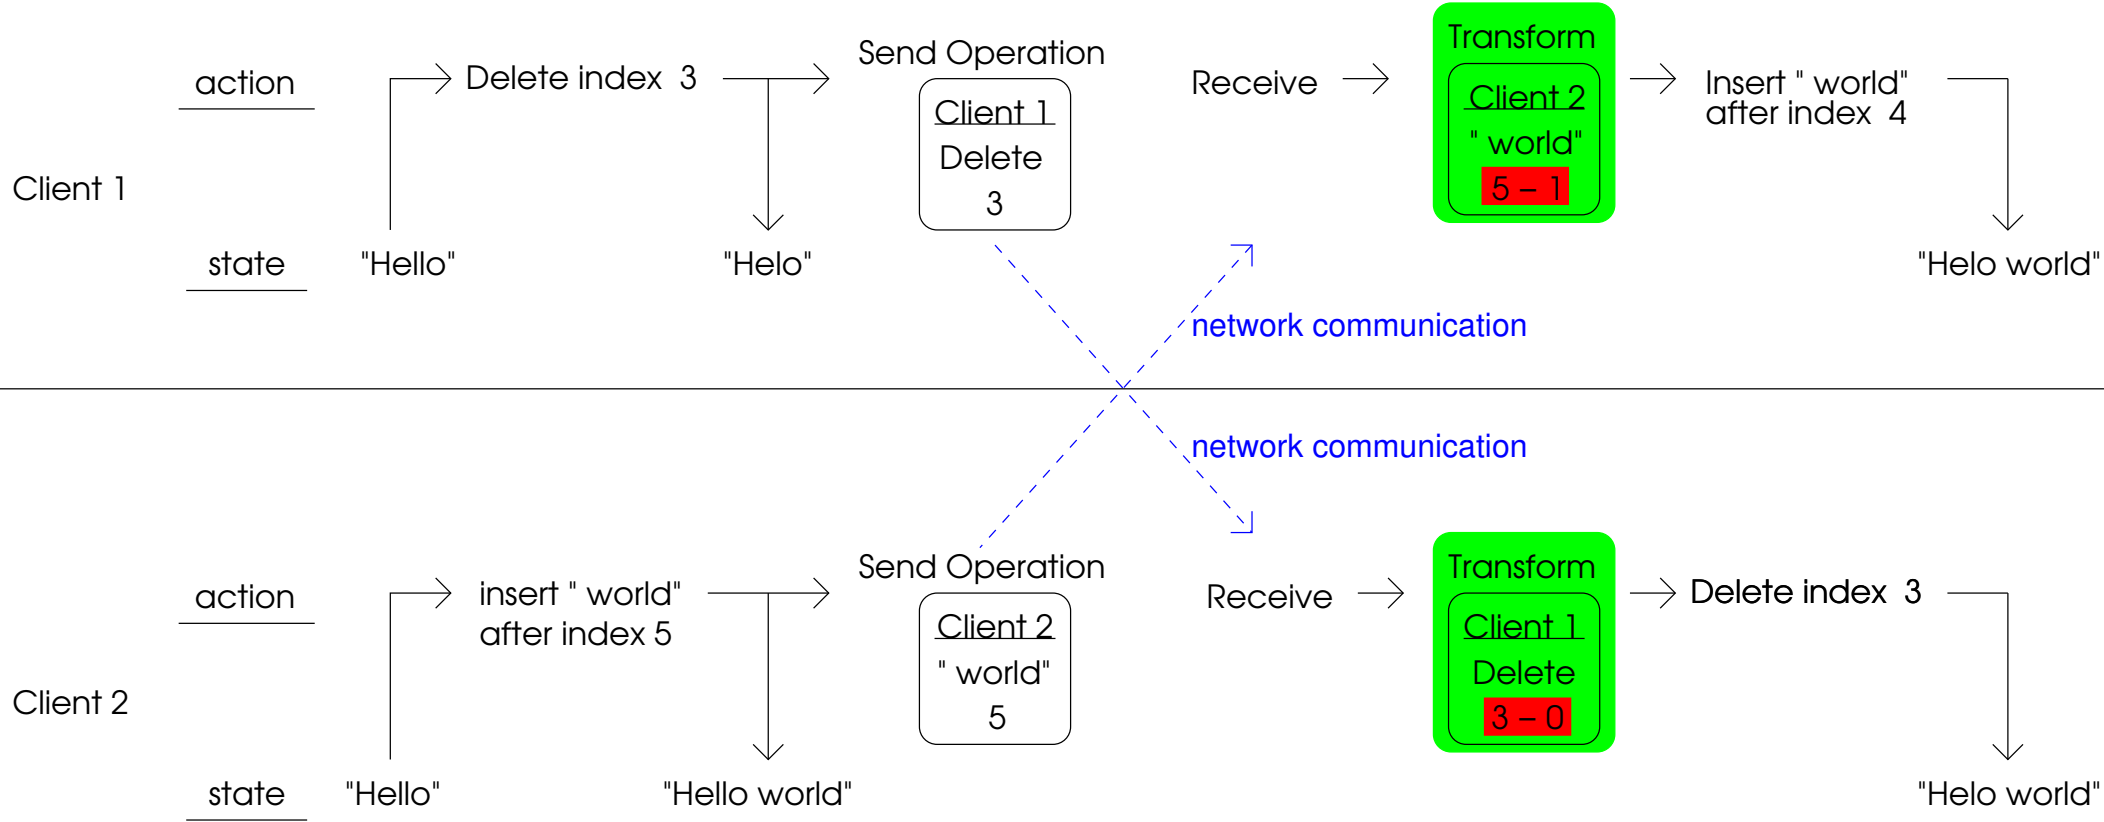 Client 1
action
state
"Hello"
Delete index 3
"Helo"
Send Operation
Client 1
Delete
3
Receive
Transform
Client 2
" world"
5 – 1
Insert " world"
after index 4
"Helo world"
network communication
network communication
Client 2
action
state
"Hello"
insert " world"
after index 5
"Hello world"
Send Operation
Client 2
" world"
5
Receive
Transform
Client 1
Delete
3 – 0
Delete index 3
"Helo world"